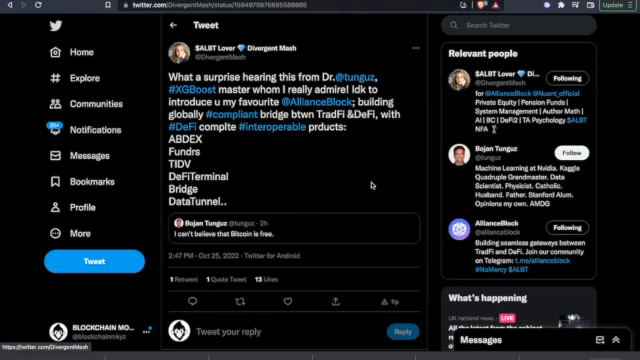 twitter.com/DivergentMash/status/1584979876695588865
Update
Tweet
Search Twitter
Home
Explore
Communities
20+
Notifications
Messages
Bookmarks
Profile
More
Tweet
BLOCKCHAIN MO...
@blockchainmkyz
https://twitter.com/DivergentMash
$ALBT Lover 💎 Divergent Mash
@DivergentMash
What a surprise hearing this from Dr.@tunguz,
#XGBoost master whom I really admire! Idk to
introduce u my favourite @AllianceBlock; building
globally #compliant bridge btwn TradFi &DeFi, with
#DeFi complte #interoperable prducts:
ABDEX
Fundrs
TIDV
DeFiTerminal
Bridge
DataTunnel..
Bojan Tunguz @tunguz · 2h
I can't believe that Bitcoin is free.
2:47 PM · Oct 25, 2022 · Twitter for Android
1 Retweet 1 Quote Tweet 13 Likes
Tip
Tweet your reply
Reply
Relevant people
$ALBT Lover 💎 Di...
@DivergentMash
Following
for @AllianceBlock @Nuant_official
Private Equity | Pension Funds |
System Management | Author Math |
AI | BC | DeFi2 | TA Psychology $ALBT
NFA
Bojan Tunguz
@tunguz
Follow
Machine Learning at Nvidia. Kaggle
Quadruple Grandmaster. Data
Scientist. Physicist. Catholic.
Husband. Father. Stanford Alum.
Opinions my own. AMDG
AllianceBlock
@allianceblock
Following
Building seamless gateways between
TradFi and DeFi. Join our community
on Telegram: t.me/allianceblock
#NoMercy $ALBT
What's happening
UK national news · LIVE
Messages